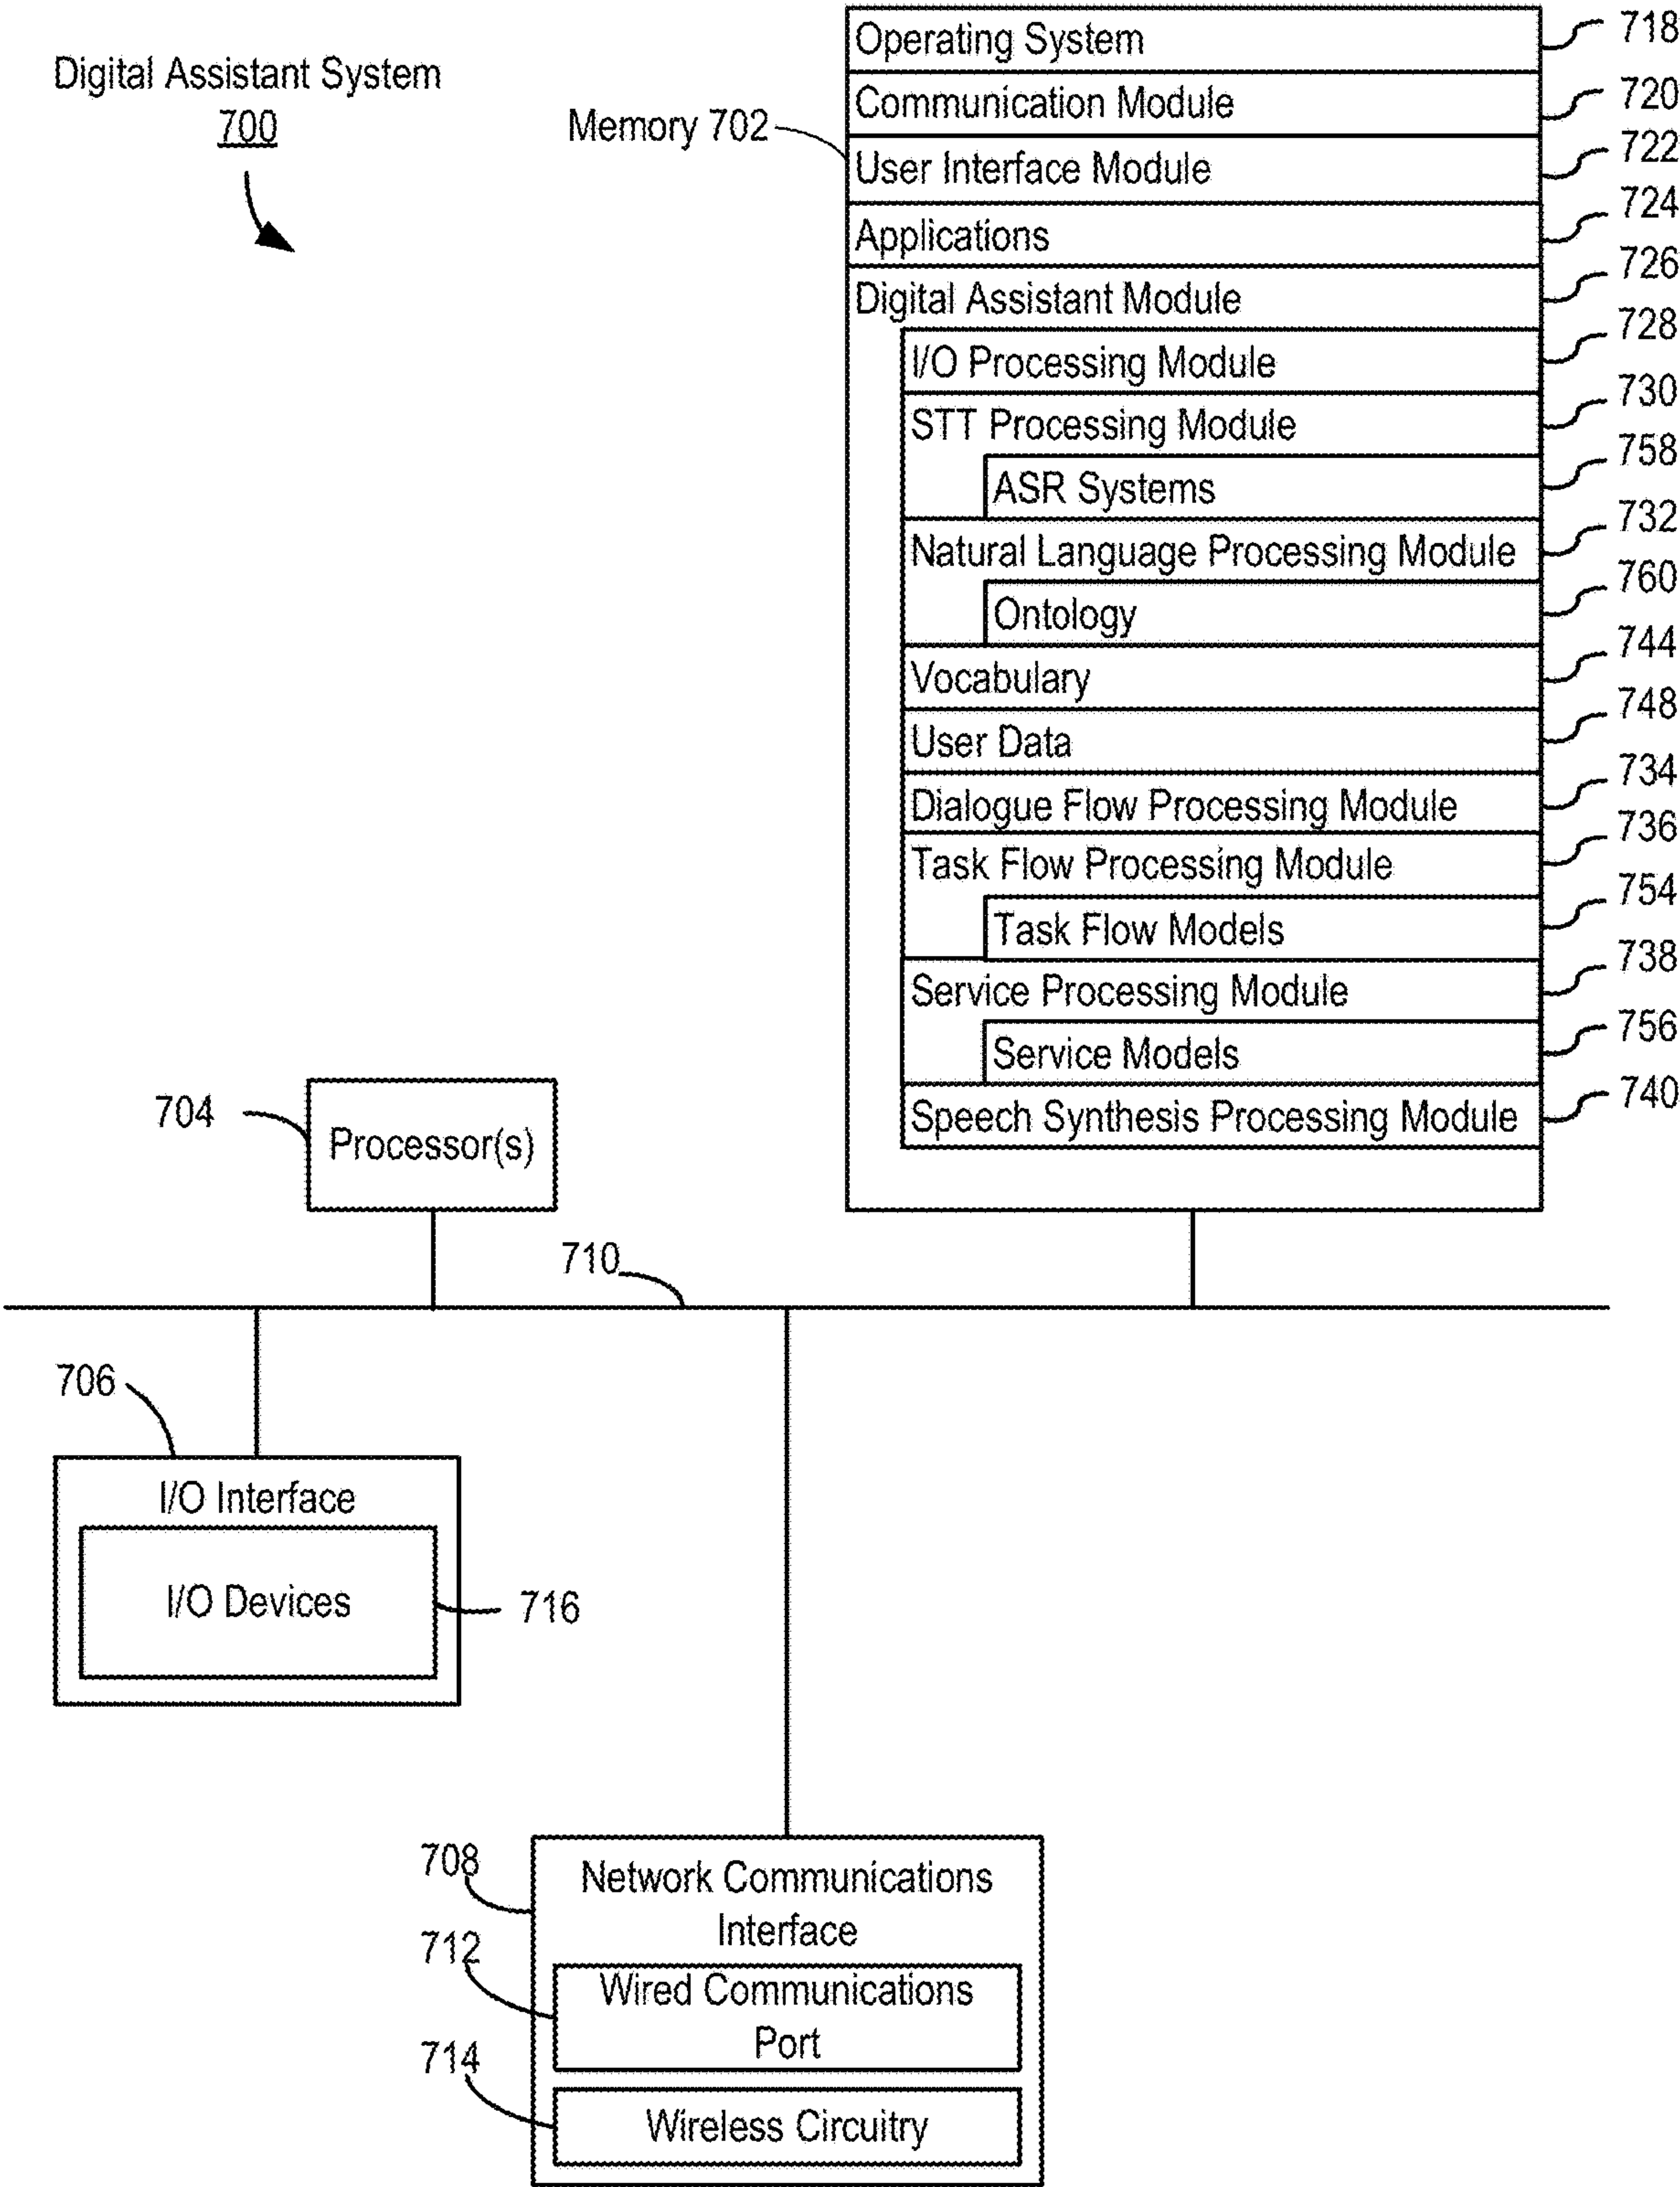 Digital Assistant System
700
Memory 702
Operating System 718
Communication Module 720
User Interface Module 722
Applications 724
Digital Assistant Module 726
I/O Processing Module 728
STT Processing Module 730
ASR Systems 758
Natural Language Processing Module 732
Ontology 760
Vocabulary 744
User Data 748
Dialogue Flow Processing Module 734
Task Flow Processing Module 736
Task Flow Models 754
Service Processing Module 738
Service Models 756
Speech Synthesis Processing Module 740
704
Processor(s)
710
706
I/O Interface
I/O Devices
716
708
Network Communications
Interface
712
Wired Communications
Port
714
Wireless Circuitry